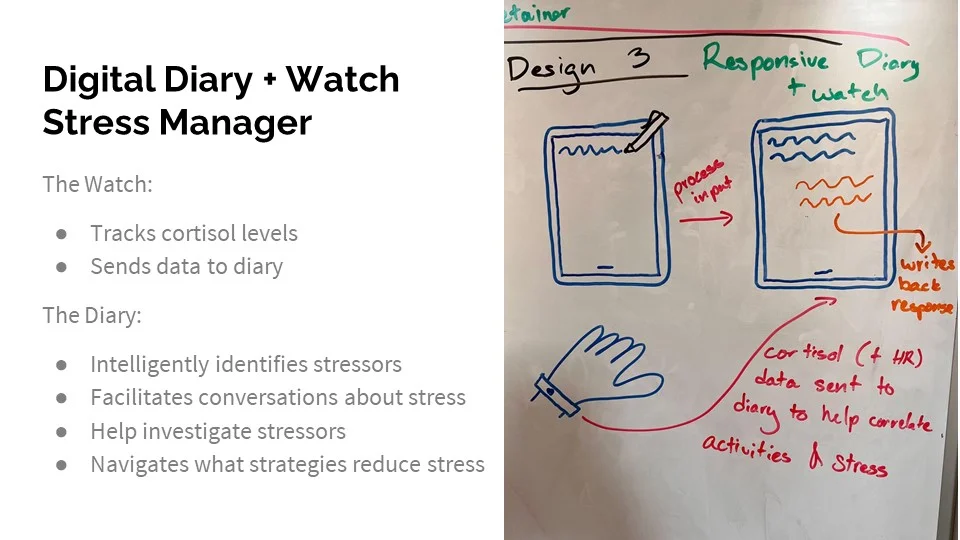 Digital Diary + Watch
Stress Manager
The Watch:
● Tracks cortisol levels
● Sends data to diary
The Diary:
● Intelligently identifies stressors
● Facilitates conversations about stress
● Help investigate stressors
● Navigates what strategies reduce stress
etainer
Design 3
Responsive Diary
+ watch
process
input
writes
back
response
cortisol (+ HR)
data sent to
diary to help correlate
activities & stress